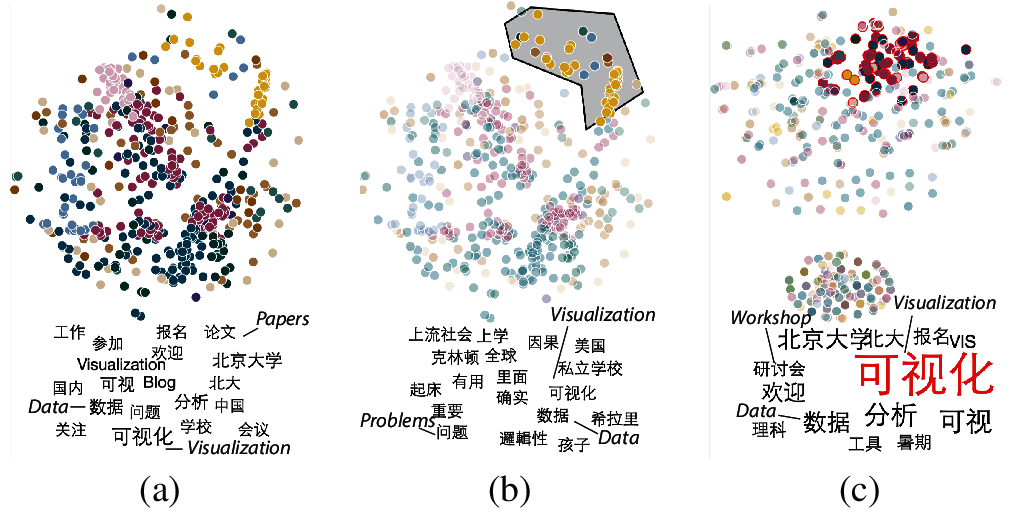 工作
报名
论文
Papers
参加
欢迎
Visualization
北京大学
国内
可视
Blog
北大
Data
数据
问题
分析
中国
关注
可视化
学校
会议
Visualization
(a)
Visualization
上流社会
上学
因果
美国
克林顿
全球
私立学校
起床
有用
里面
确实
可视化
重要
数据
希拉里
Problems
问题
邏輯性
孩子
Data
(b)
Workshop
Visualization
北京大学
北大
报名
VIS
研讨会
可视化
欢迎
Data
数据
分析
可视
理科
工具
暑期
(c)